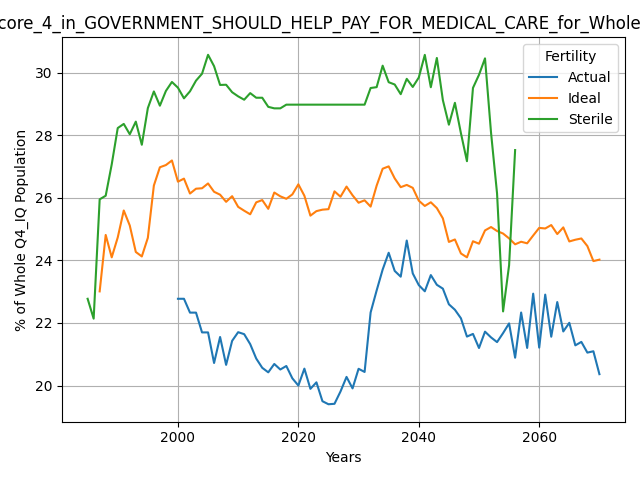 core_4_in_GOVERNMENT_SHOULD_HELP_PAY_FOR_MEDICAL_CARE_for_Whole
Fertility
Actual
Ideal
Sterile
% of Whole Q4_IQ Population
30
28
26
24
22
20
2000
2020
2040
2060
Years